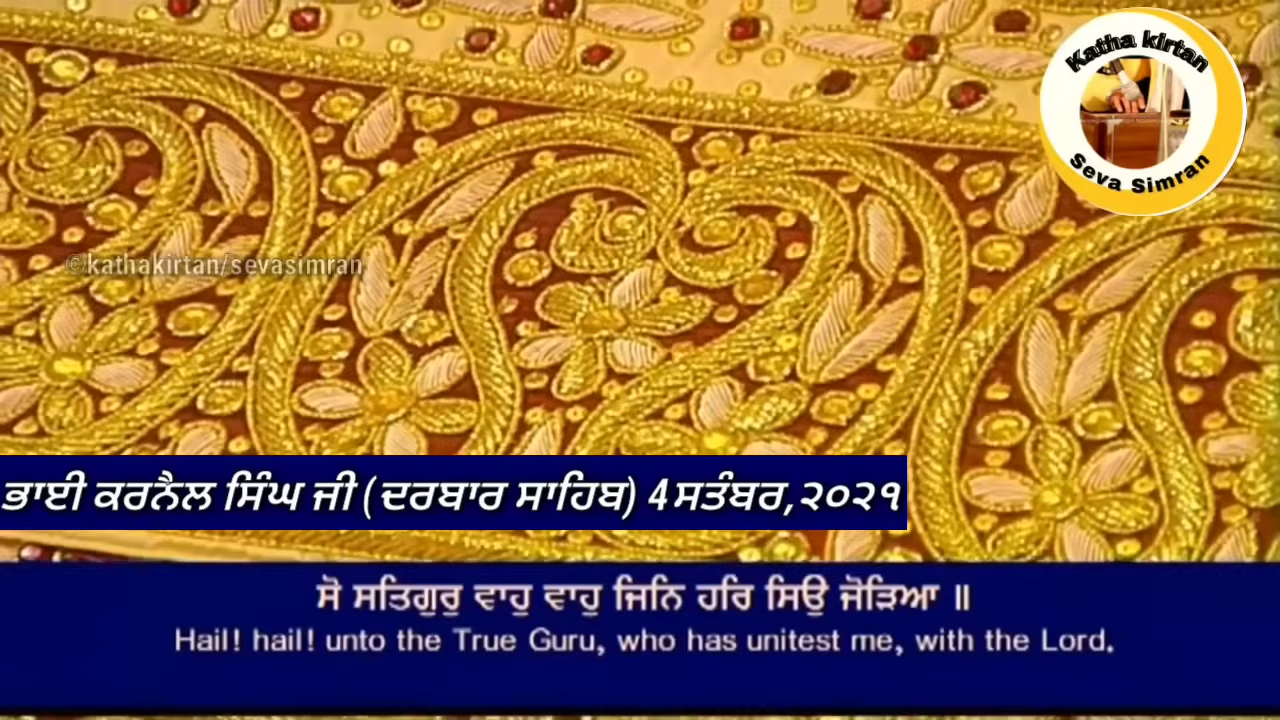 Katha kirtan
Seva Simran
©kathakirtan/sevasimran
ਭਾਈ ਕਰਨੈਲ ਸਿੰਘ ਜੀ (ਦਰਬਾਰ ਸਾਹਿਬ) 4 ਸਤੰਬਰ,੨੦੨੧
ਸੋ ਸਤਿਗੁਰੁ ਵਾਹੁ ਵਾਹੁ ਜਿਨਿ ਹਰਿ ਸਿਉ ਜੋੜਿਆ ॥
Hail! hail! unto the True Guru, who has unitest me, with the Lord.